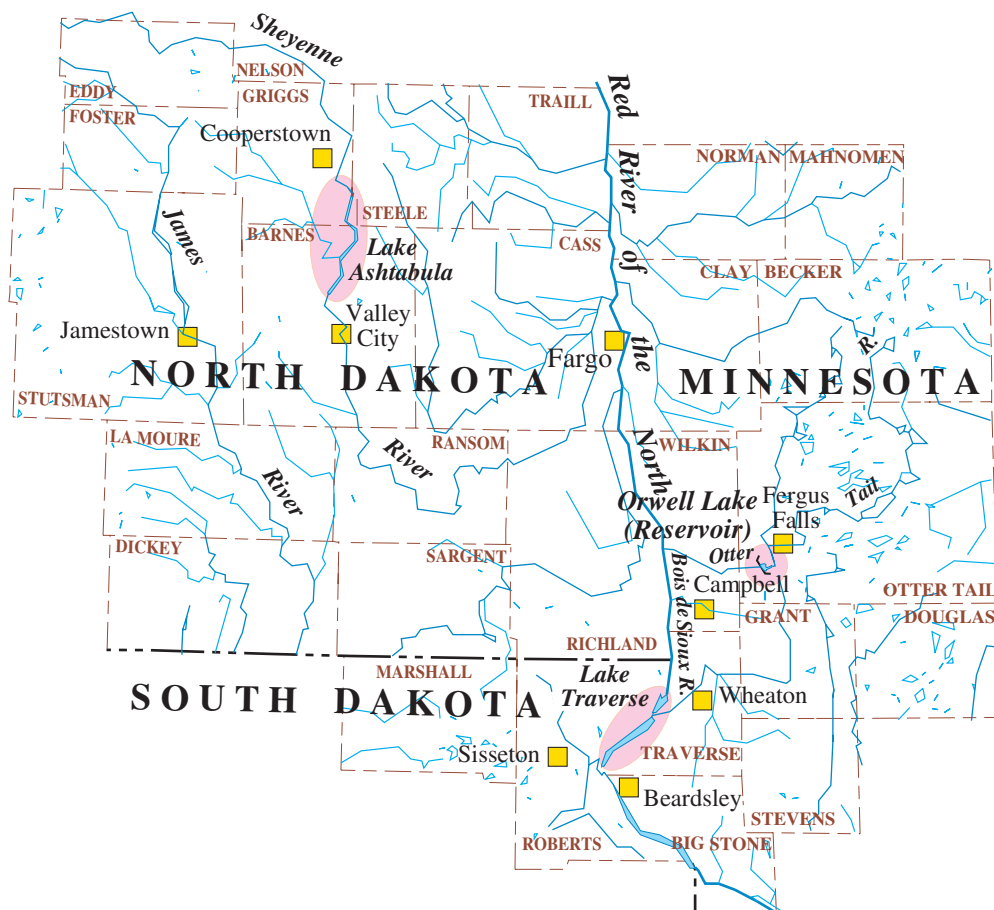 Sheyenne
NELSON
EDDY
GRIGGS
FOSTER
TRAILL
Red River of the North
Cooperstown
NORMAN
MAHNOMEN
James
STEELE
BARNES
CASS
Lake
Ashtabula
CLAY
BECKER
Valley
City
Jamestown
Fargo
R.
NORTH DAKOTA
MINNESOTA
STUTSMAN
LA MOURE
RANSOM
WILKIN
River
River
Orwell Lake
(Reservoir)
Fergus
Falls
Tail
DICKEY
SARGENT
Otter
Bois de Sioux R.
Campbell
OTTER TAIL
GRANT
DOUGLAS
RICHLAND
MARSHALL
Lake
Traverse
SOUTH DAKOTA
Wheaton
Sisseton
TRAVERSE
Beardsley
STEVENS
ROBERTS
BIG STONE